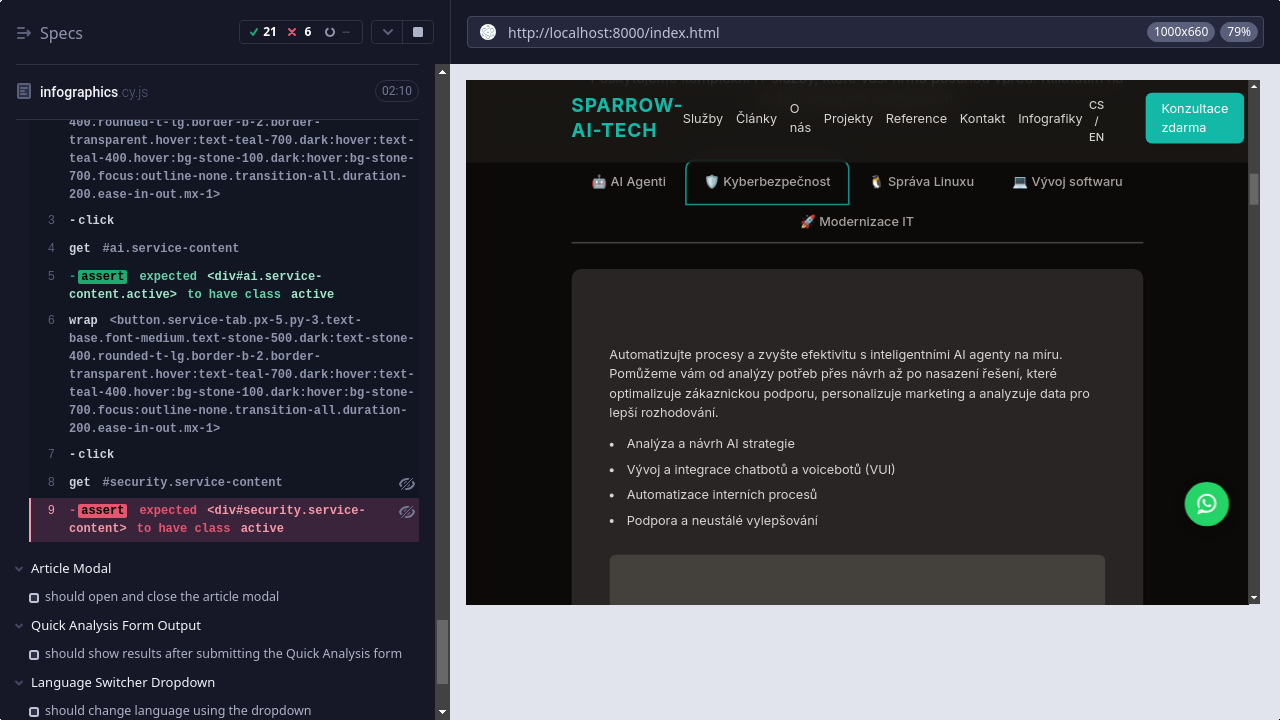 Specs
21
6
--
http://localhost:8000/index.html
1000x660
79%
infographics.cy.js
02:10
400.rounded-t-lg.border-b-2.border-
transparent.hover:text-teal-700.dark:hover:text-
teal-400.hover:bg-stone-100.dark:hover:bg-stone-
700.focus:outline-none.transition-all.duration-
200.ease-in-out.mx-1>
3 -click
4 get #ai.service-content
5 -assert expected <div#ai.service-
content.active> to have class active
6 wrap <button.service-tab.px-5.py-3.text-
base.font-medium.text-stone-500.dark:text-stone-
400.rounded-t-lg.border-b-2.border-
transparent.hover:text-teal-700.dark:hover:text-
teal-400.hover:bg-stone-100.dark:hover:bg-stone-
700.focus:outline-none.transition-all.duration-
200.ease-in-out.mx-1>
7 -click
8 get #security.service-content
9 -assert expected <div#security.service-
content> to have class active
Article Modal
should open and close the article modal
Quick Analysis Form Output
should show results after submitting the Quick Analysis form
Language Switcher Dropdown
should change language using the dropdown
SPARROW-
AI-TECH
Služby
Články
O
nás
Projekty
Reference
Kontakt
Infografiky
CS
/
EN
Konzultace
zdarma
🤖 AI Agenti
🛡️ Kyberbezpečnost
🐧 Správa Linuxu
💻 Vývoj softwaru
🚀 Modernizace IT
Automatizujte procesy a zvyšte efektivitu s inteligentními AI agenty na míru.
Pomůžeme vám od analýzy potřeb přes návrh až po nasazení řešení, které
optimalizuje zákaznickou podporu, personalizuje marketing a analyzuje data pro
lepší rozhodování.
• Analýza a návrh AI strategie
• Vývoj a integrace chatbotů a voicebotů (VUI)
• Automatizace interních procesů
• Podpora a neustálé vylepšování